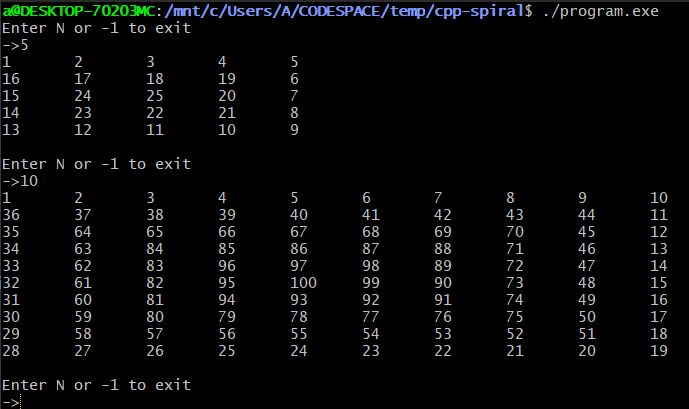 a@DESKTOP-702O3MC:/mnt/c/Users/A/CODESPACE/temp/cpp-spiral$ ./program.exe
Enter N or -1 to exit
->5
1 2 3 4 5
16 17 18 19 6
15 24 25 20 7
14 23 22 21 8
13 12 11 10 9
Enter N or -1 to exit
->10
1 2 3 4 5 6 7 8 9 10
36 37 38 39 40 41 42 43 44 11
35 64 65 66 67 68 69 70 45 12
34 63 84 85 86 87 88 71 46 13
33 62 83 96 97 98 89 72 47 14
32 61 82 95 100 99 90 73 48 15
31 60 81 94 93 92 91 74 49 16
30 59 80 79 78 77 76 75 50 17
29 58 57 56 55 54 53 52 51 18
28 27 26 25 24 23 22 21 20 19
Enter N or -1 to exit
->